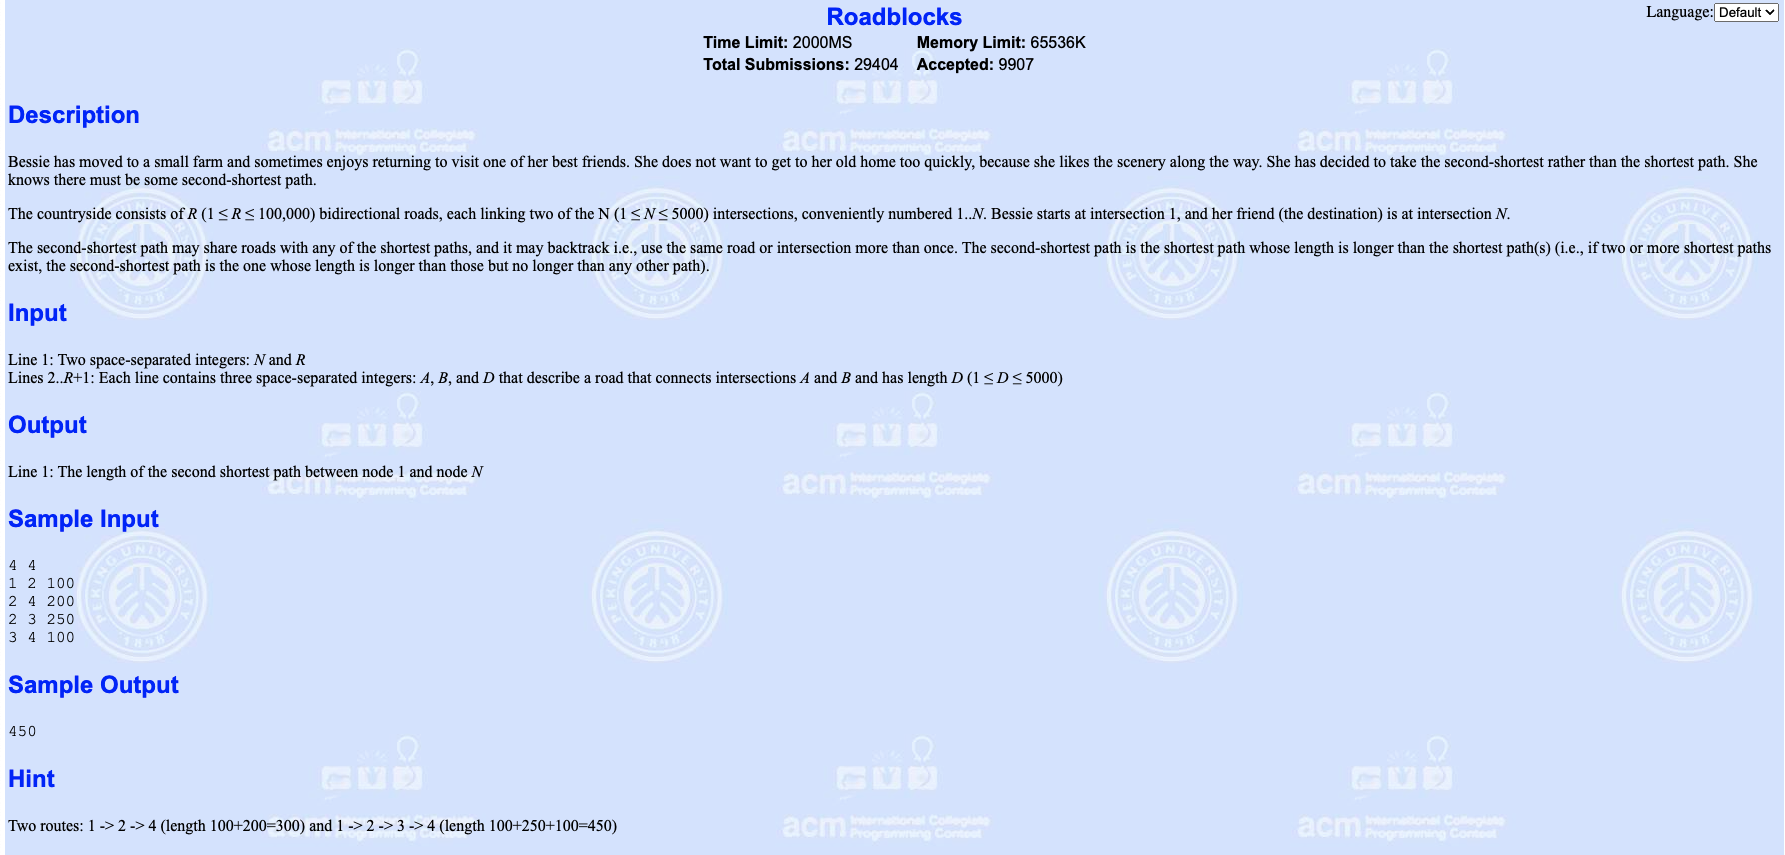 Roadblocks
Language: Default
Time Limit: 2000MS Memory Limit: 65536K
Total Submissions: 29404 Accepted: 9907
Description
Bessie has moved to a small farm and sometimes enjoys returning to visit one of her best friends. She does not want to get to her old home too quickly, because she likes the scenery along the way. She has decided to take the second-shortest rather than the shortest path. She
knows there must be some second-shortest path.
The countryside consists of R (1 ≤ R ≤ 100,000) bidirectional roads, each linking two of the N (1 ≤ N ≤ 5000) intersections, conveniently numbered 1..N. Bessie starts at intersection 1, and her friend (the destination) is at intersection N.
The second-shortest path may share roads with any of the shortest paths, and it may backtrack i.e., use the same road or intersection more than once. The second-shortest path is the shortest path whose length is longer than the shortest path(s) (i.e., if two or more shortest paths
exist, the second-shortest path is the one whose length is longer than those but no longer than any other path).
Input
Line 1: Two space-separated integers: N and R
Lines 2..R+1: Each line contains three space-separated integers: A, B, and D that describe a road that connects intersections A and B and has length D (1 ≤ D ≤ 5000)
Output
Line 1: The length of the second shortest path between node 1 and node N
Sample Input
4 4
1 2 100
2 4 200
2 3 250
3 4 100
Sample Output
450
Hint
Two routes: 1 -> 2 -> 4 (length 100+200=300) and 1 -> 2 -> 3 -> 4 (length 100+250+100=450)
acm International Collegiate
Programming Contest
PEKING UNIVERSITY
1898